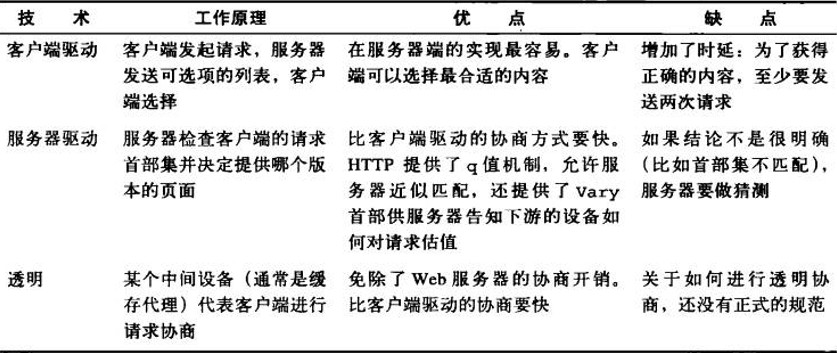 技 术 工作原理 优 点 缺 点
客户端驱动 客户端发起请求，服务器 在服务器端的实现最容易。客户 增加了时延：为了获得
发送可选项的列表，客户 端可以选择最合适的内容 正确的内容，至少要发
端选择 送两次请求
服务器驱动 服务器检查客户端的请求 比客户端驱动的协商方式要快。 如果结论不是很明确
首部集并决定提供哪个版 HTTP 提供了 q 值机制，允许服 （比如首部集不匹配），
本的页面 务器近似匹配，还提供了 Vary 服务器要做猜测
首部供服务器告知下游的设备如
何对请求估值
透明 某个中间设备（通常是缓 免除了 Web 服务器的协商开销。 关于如何进行透明协
存代理）代表客户端进行 比客户端驱动的协商要快 商，还没有正式的规范
请求协商